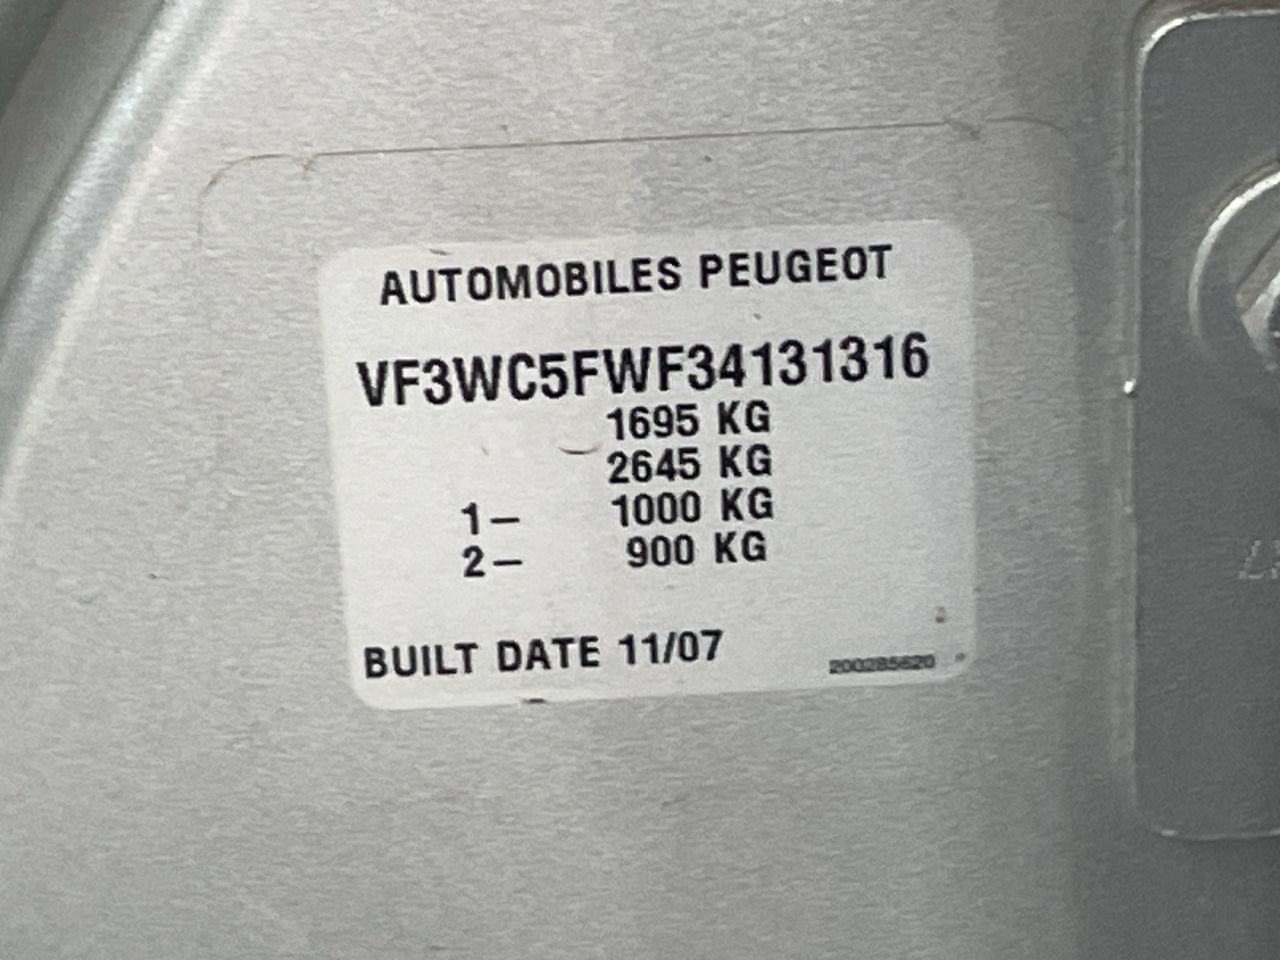 AUTOMOBILES PEUGEOT
VF3WC5FWF34131316
1695 KG
2645 KG
1- 1000 KG
2- 900 KG
BUILT DATE 11/07
200285620